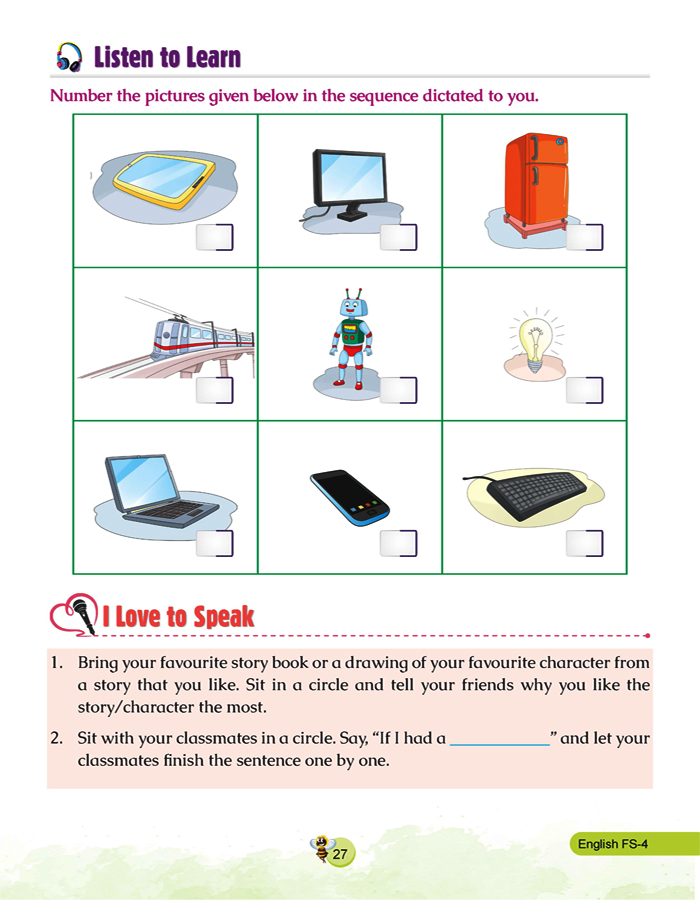 Listen to Learn
Number the pictures given below in the sequence dictated to you.
I Love to Speak
1. Bring your favourite story book or a drawing of your favourite character from
a story that you like. Sit in a circle and tell your friends why you like the
story/character the most.
2. Sit with your classmates in a circle. Say, “If I had a ____________” and let your
classmates finish the sentence one by one.
27
English FS-4